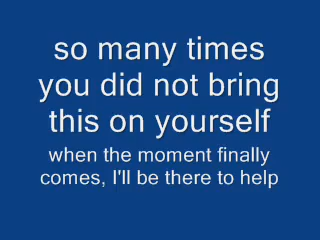 so many times
you did not bring
this on yourself
when the moment finally
comes, I'll be there to help